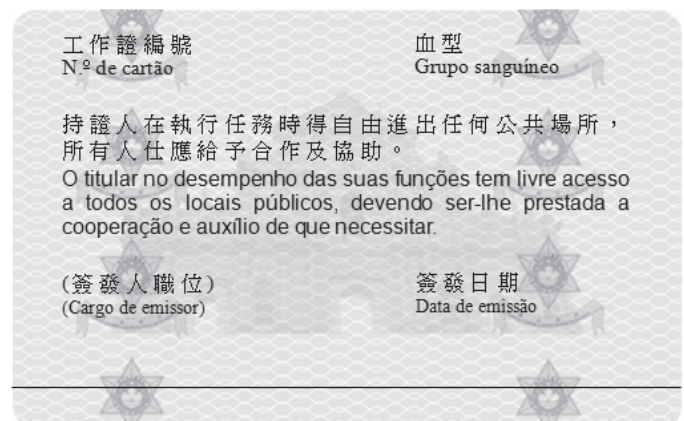 工作證編號 血型
N.º de cartão Grupo sanguíneo
持證人在執行任務時得自由進出任何公共場所，
所有人仕應給予合作及協助。
O titular no desempenho das suas funções tem livre acesso
a todos os locais públicos, devendo ser-lhe prestada a
cooperação e auxílio de que necessitar.
(簽發人職位) 簽發日期
(Cargo de emissor) Data de emissão